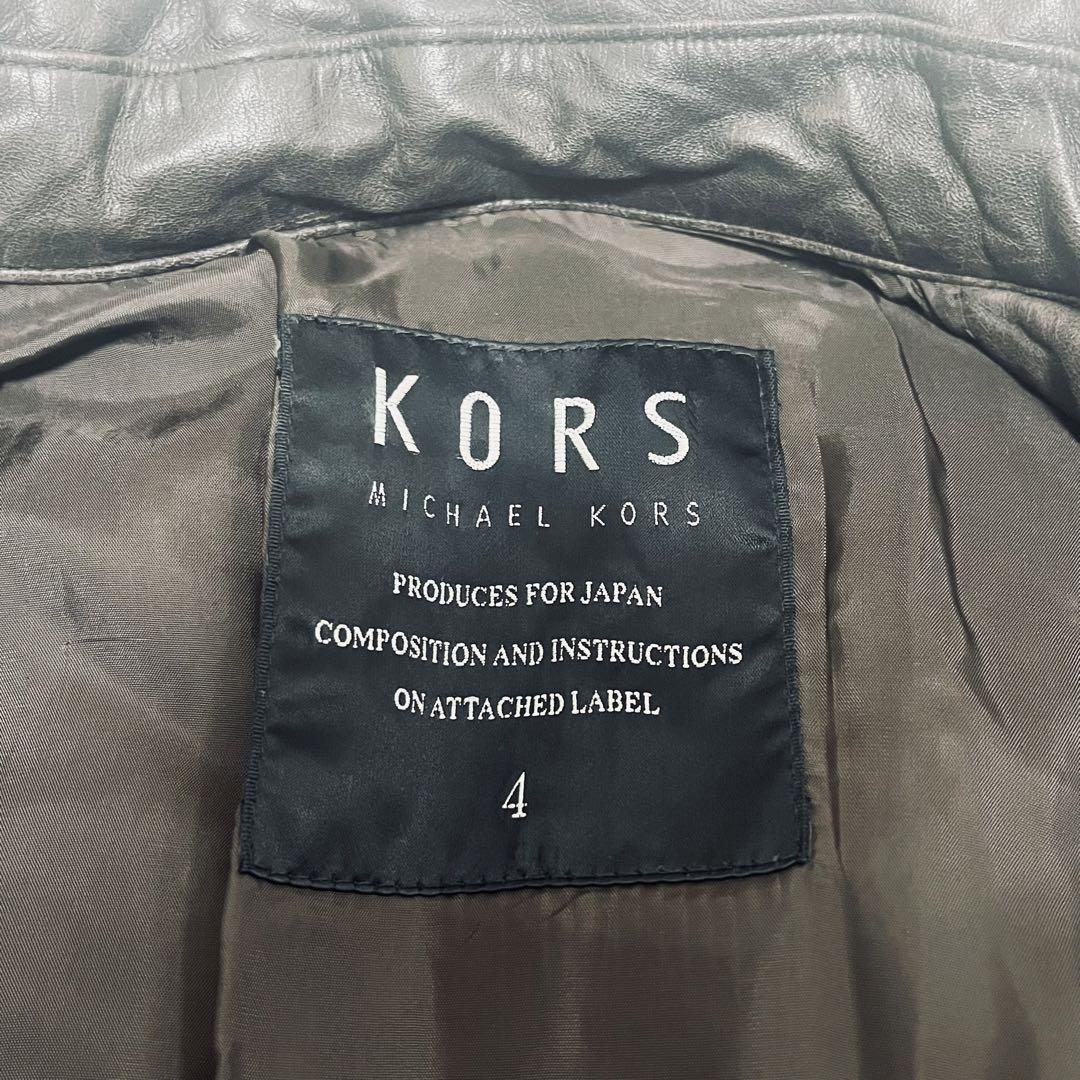 KORS
MICHAEL KORS
PRODUCES FOR JAPAN
COMPOSITION AND INSTRUCTIONS
ON ATTACHED LABEL
4